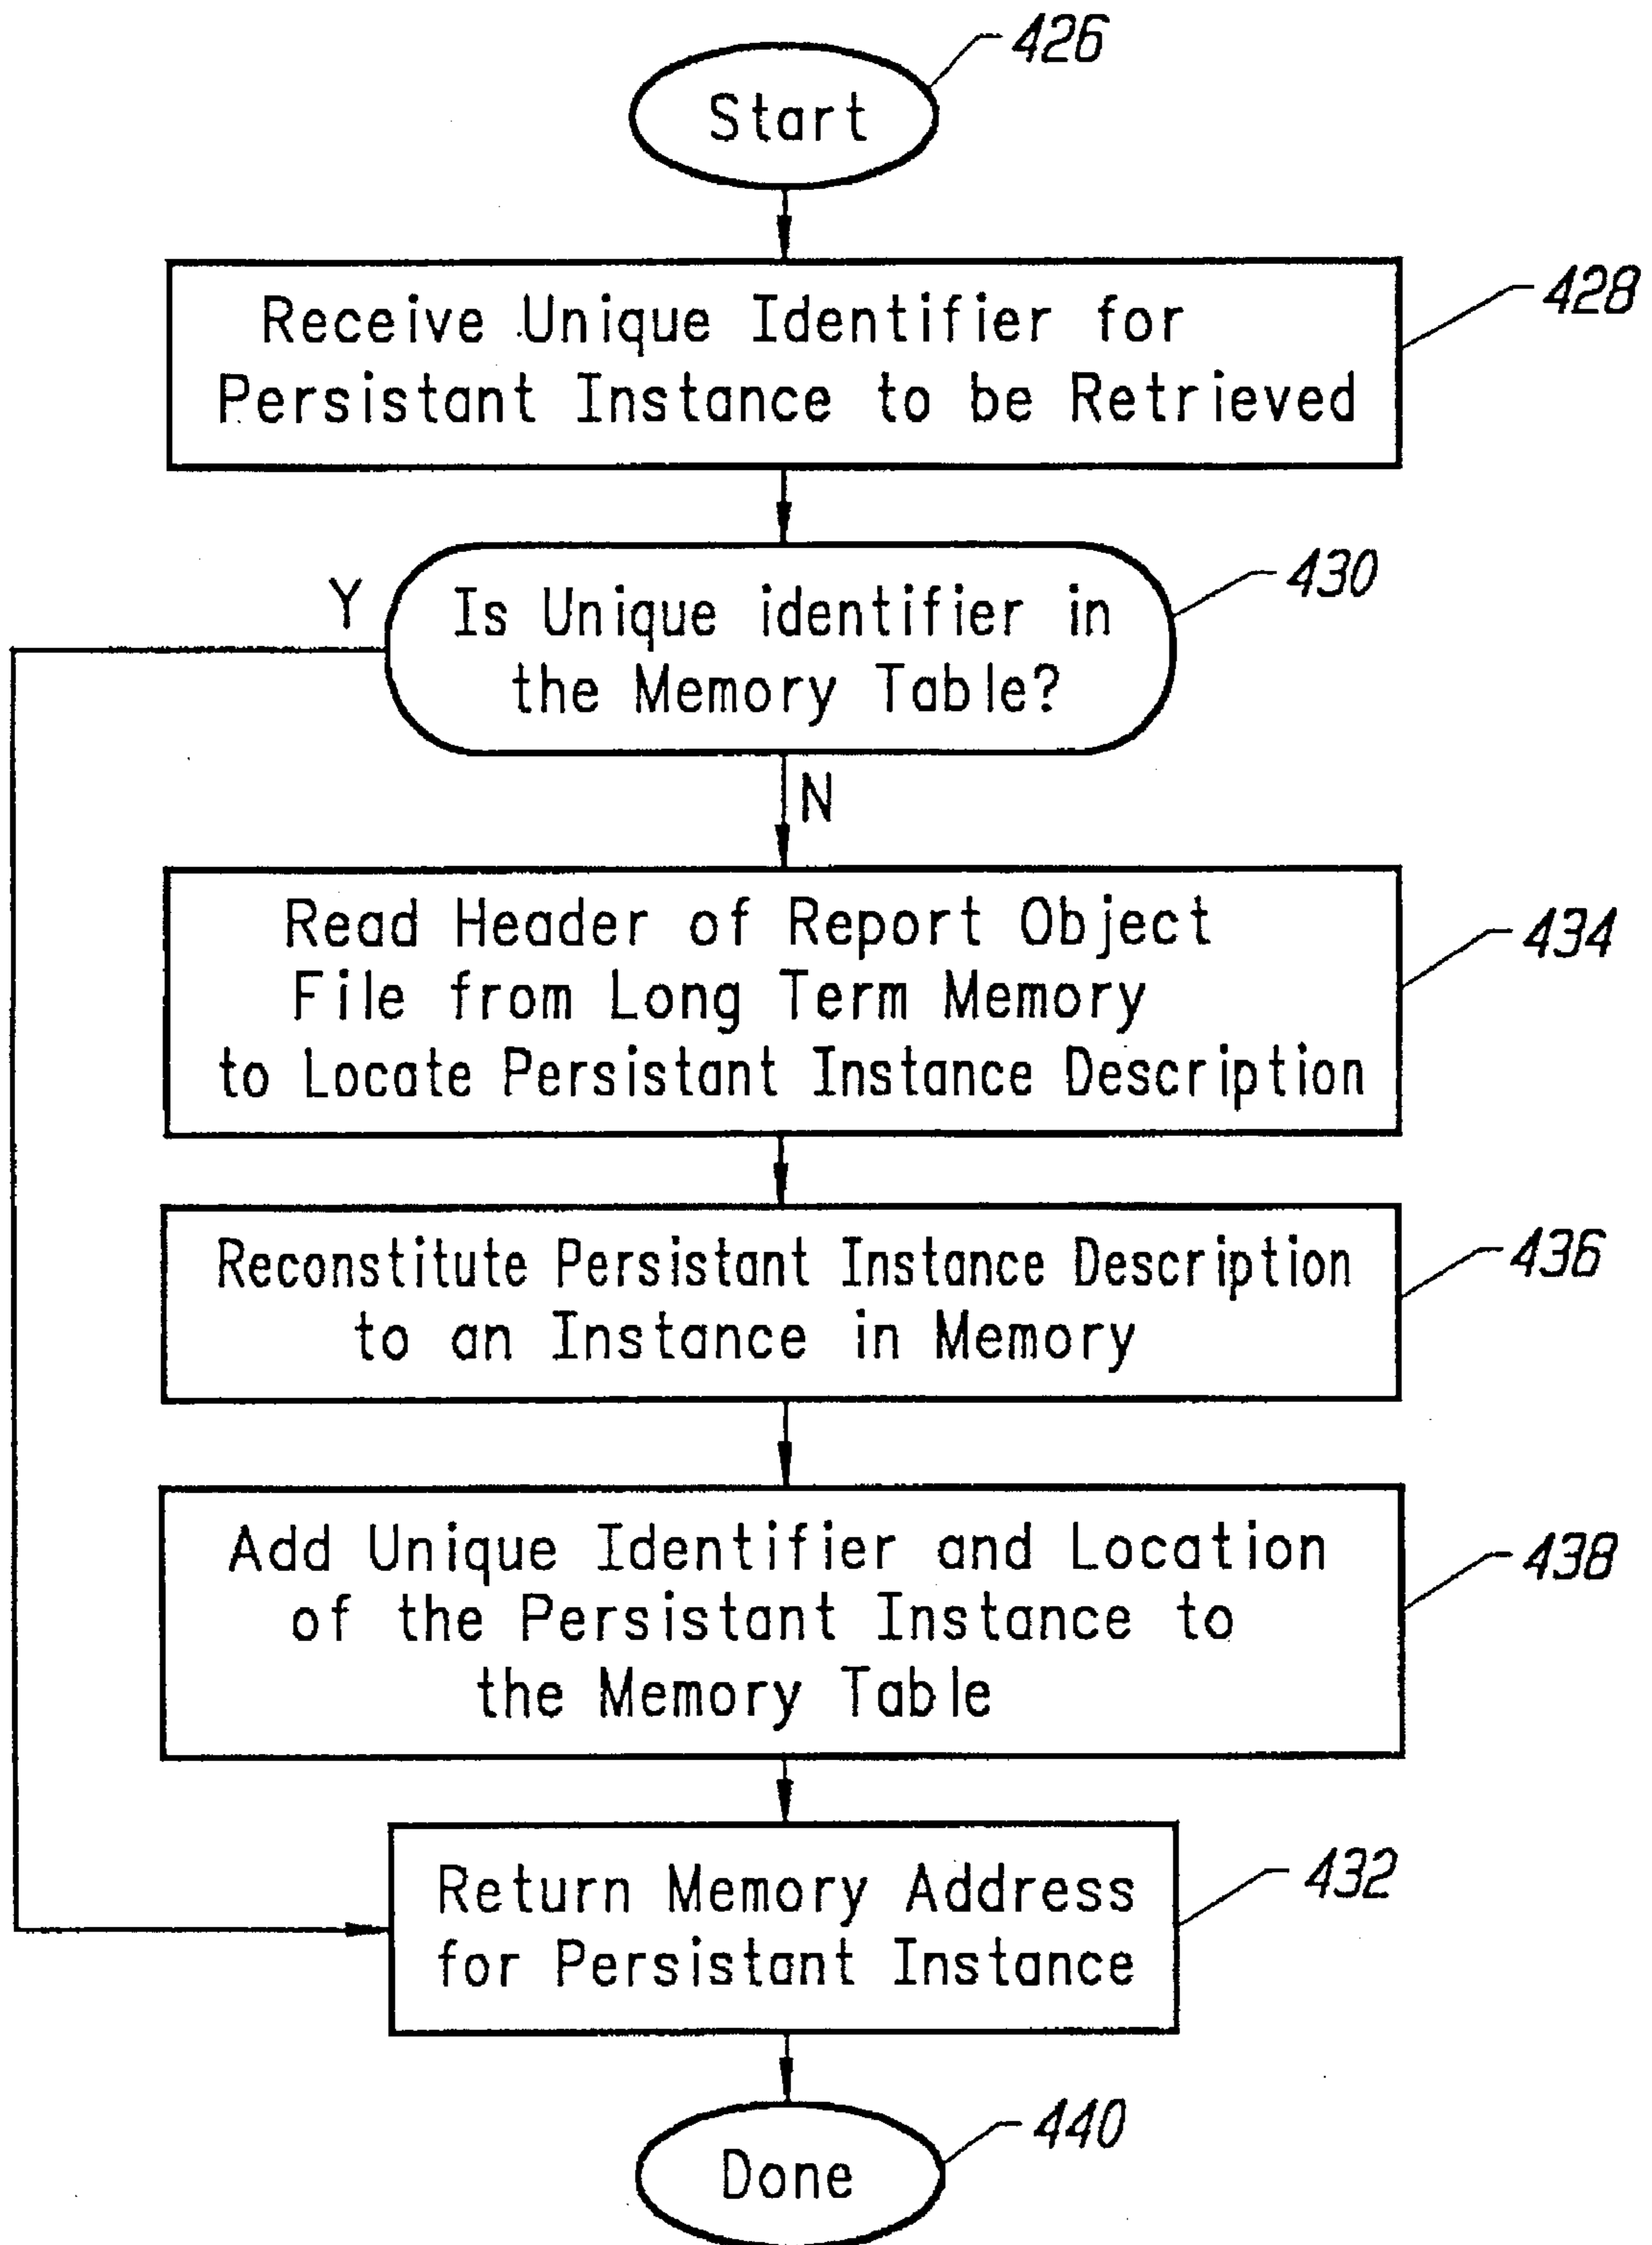 426
Start
428
Receive Unique Identifier for
Persistant Instance to be Retrieved
430
Y
Is Unique identifier in
the Memory Table?
N
434
Read Header of Report Object
File from Long Term Memory
to Locate Persistant Instance Description
436
Reconstitute Persistant Instance Description
to an Instance in Memory
438
Add Unique Identifier and Location
of the Persistant Instance to
the Memory Table
432
Return Memory Address
for Persistant Instance
440
Done